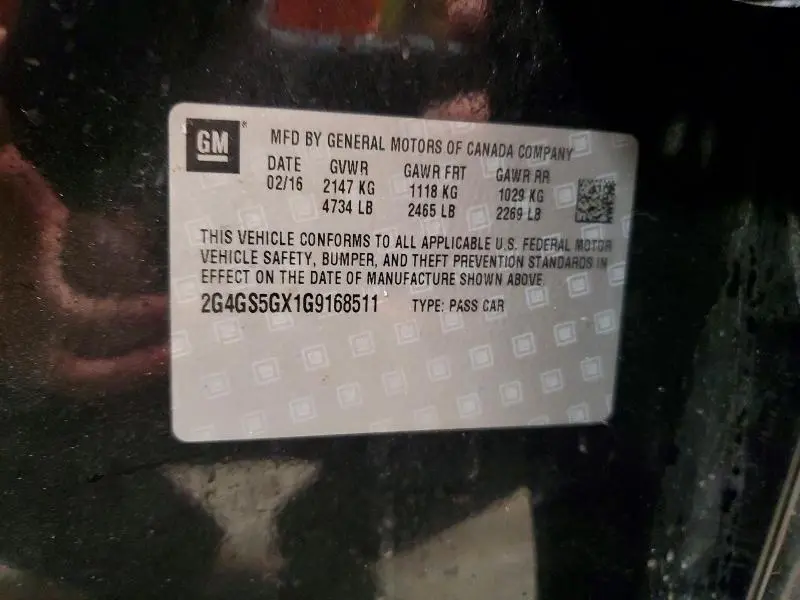 GM
MFD BY GENERAL MOTORS OF CANADA COMPANY
DATE GVWR GAWR FRT GAWR RR
02/16 2147 KG 1118 KG 1029 KG
4734 LB 2465 LB 2269 LB
THIS VEHICLE CONFORMS TO ALL APPLICABLE U.S. FEDERAL MOTOR
VEHICLE SAFETY, BUMPER, AND THEFT PREVENTION STANDARDS IN
EFFECT ON THE DATE OF MANUFACTURE SHOWN ABOVE.
2G4GS5GX1G9168511 TYPE: PASS CAR